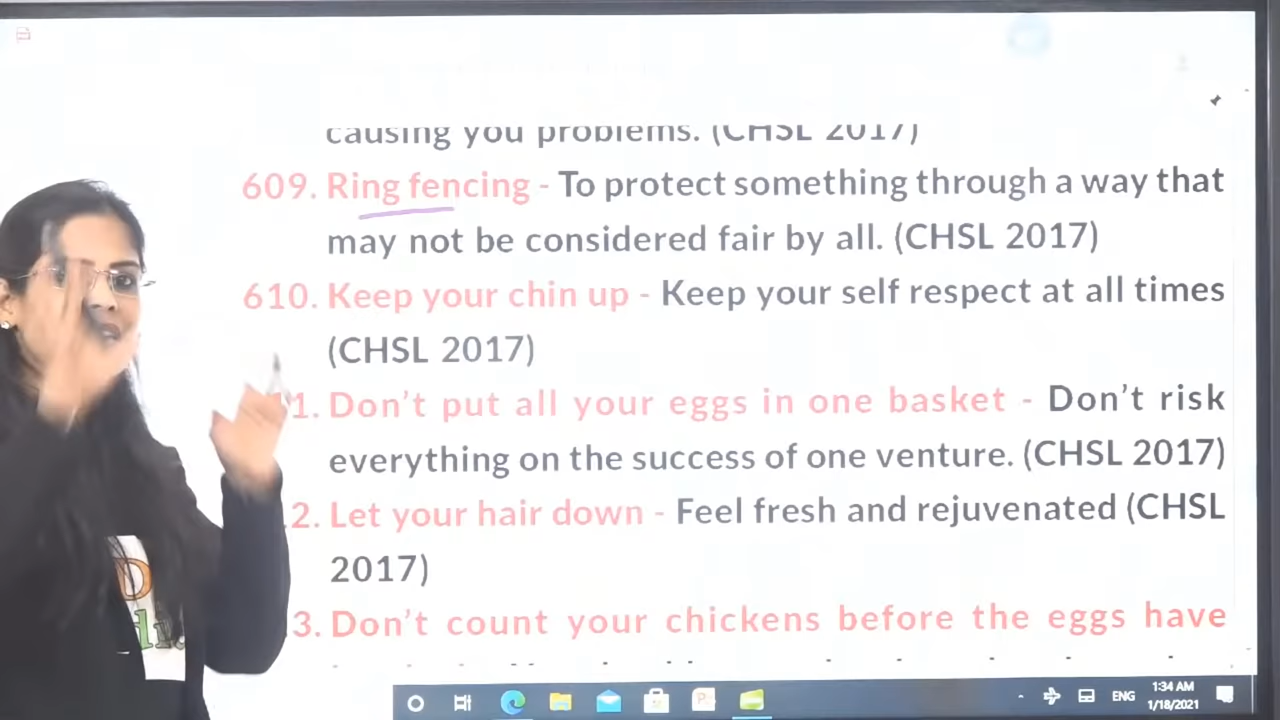 causing you problems. (CHSL 2017)
609. Ring fencing - To protect something through a way that
may not be considered fair by all. (CHSL 2017)
610. Keep your chin up - Keep your self respect at all times
(CHSL 2017)
1. Don't put all your eggs in one basket - Don't risk
everything on the success of one venture. (CHSL 2017)
2. Let your hair down - Feel fresh and rejuvenated (CHSL
2017)
3. Don't count your chickens before the eggs have
ENG
1:34 AM
1/18/2021